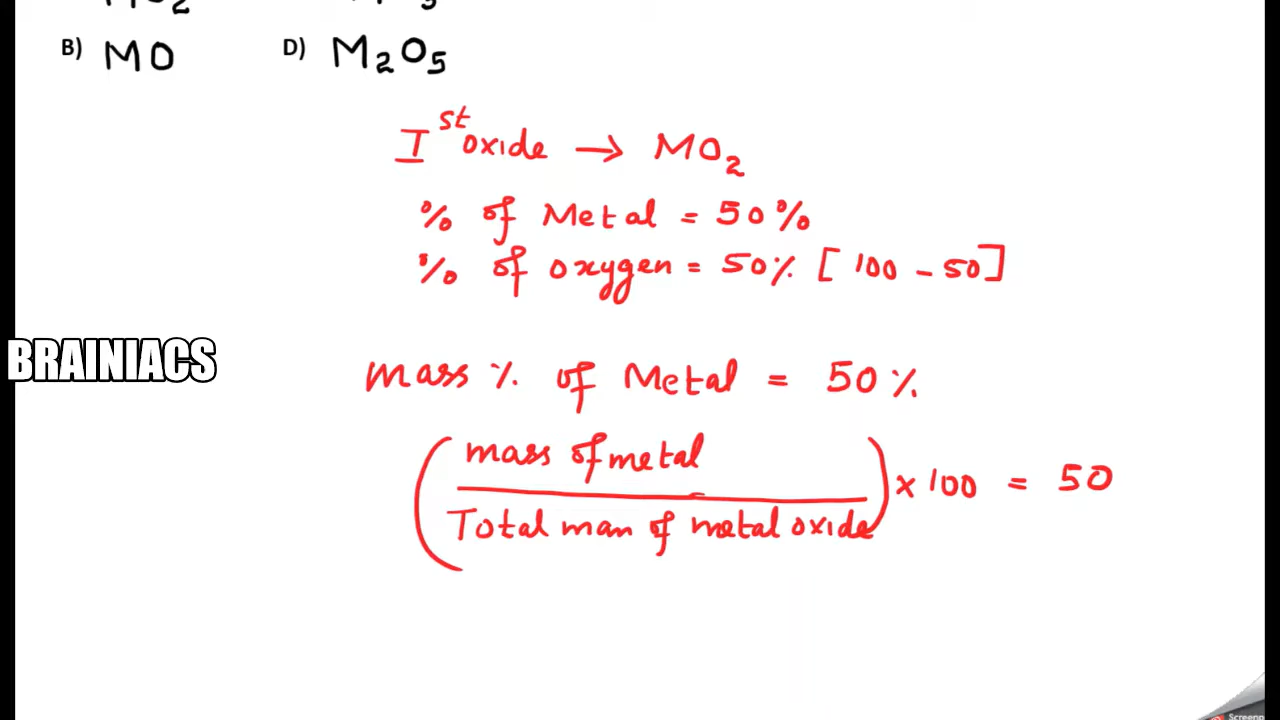 B) MO D) M₂O₅
Iˢᵗ oxide → MO₂
% of Metal = 50%
% of oxygen = 50% [ 100 - 50 ]
BRAINIACS
mass % of Metal = 50 %
( mass of metal
Total man of metal oxide ) × 100 = 50